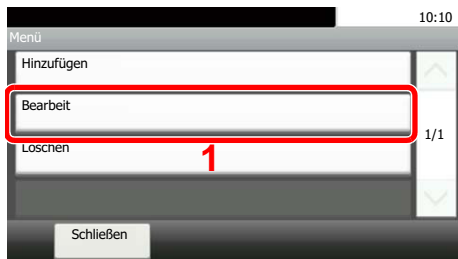 10:10
Menü
Hinzufügen
Bearbeit
Löschen
1/1
1
Schließen